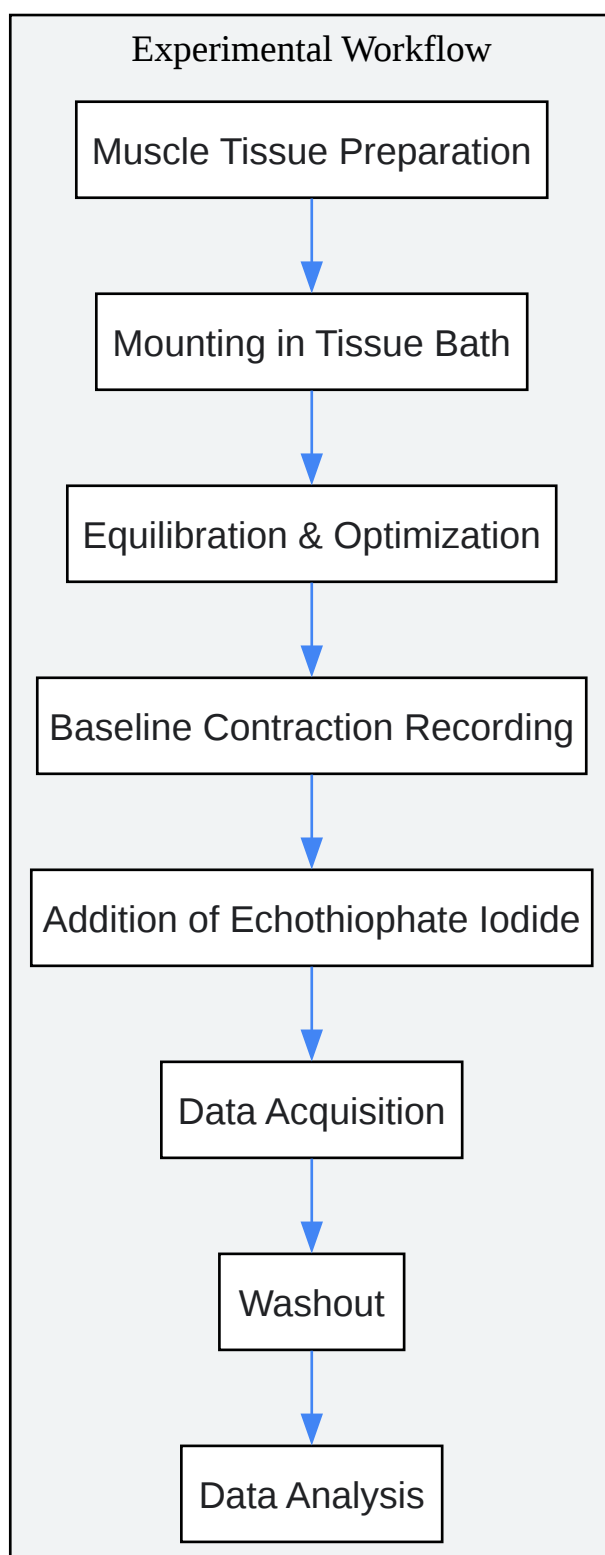 Experimental Workflow
Muscle Tissue Preparation
Mounting in Tissue Bath
Equilibration & Optimization
Baseline Contraction Recording
Addition of Echothiophate Iodide
Data Acquisition
Washout
Data Analysis